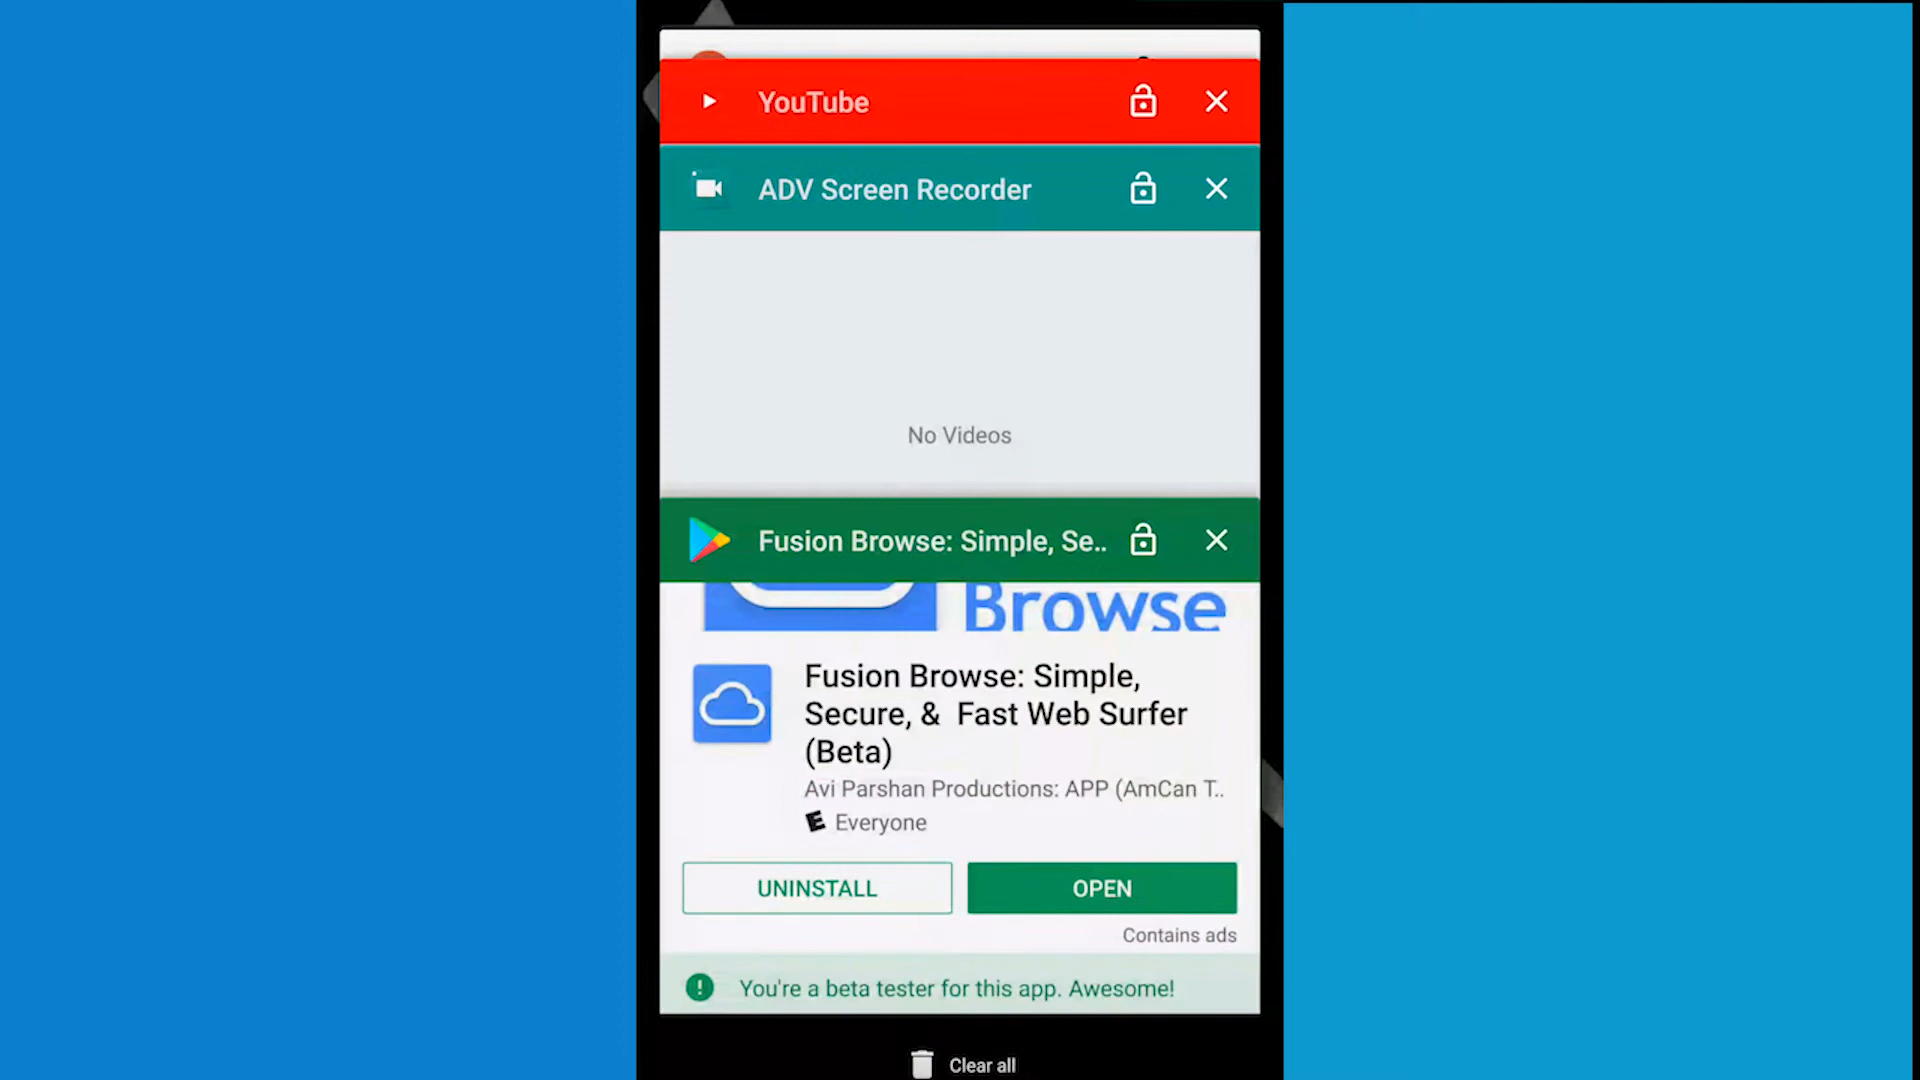 YouTube
ADV Screen Recorder
No Videos
Fusion Browse: Simple, Se..
Browse
Fusion Browse: Simple,
Secure, & Fast Web Surfer
(Beta)
Avi Parshan Productions: APP (AmCan T..
E Everyone
UNINSTALL
OPEN
Contains ads
You're a beta tester for this app. Awesome!
Clear all